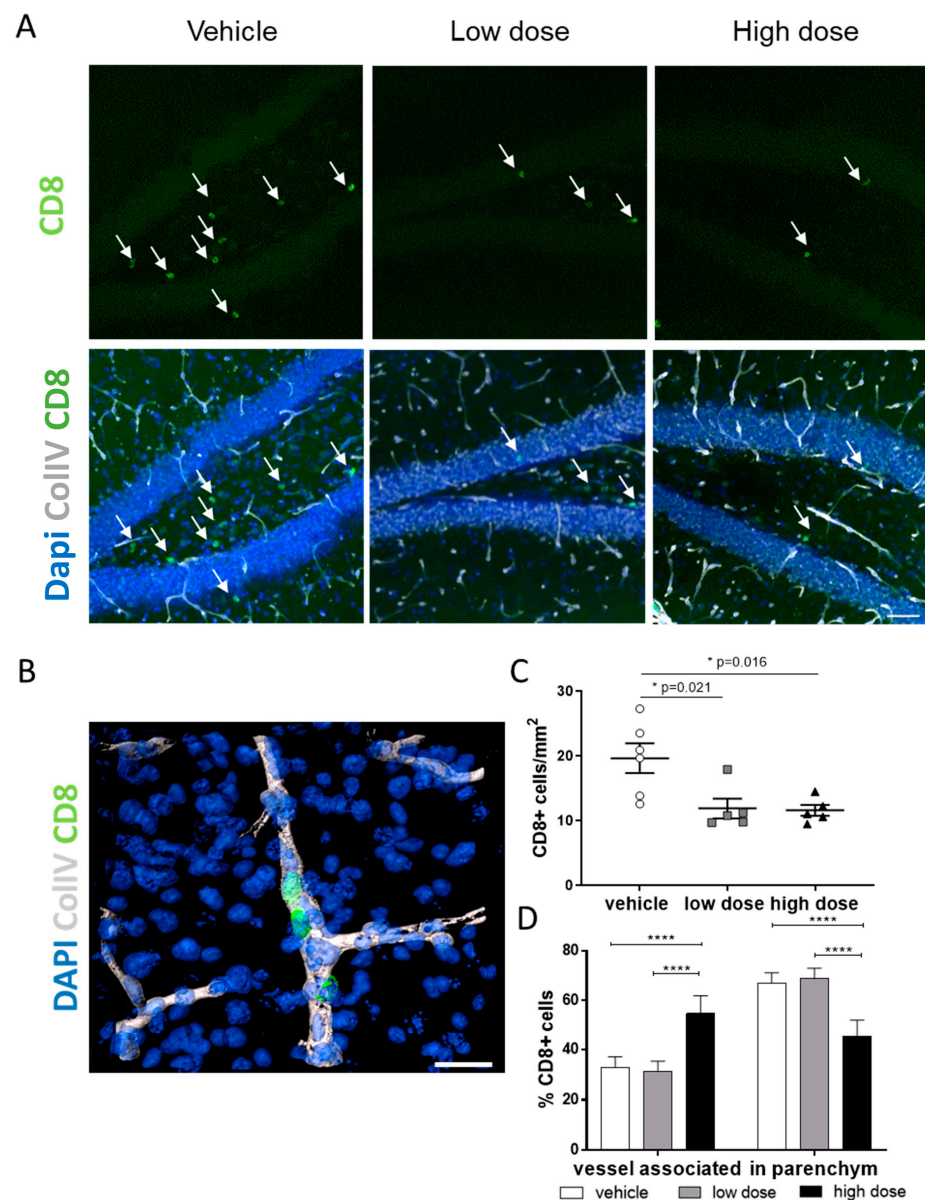 A
Vehicle
Low dose
High dose
CD8
Dapi ColIV CD8
B
DAPI ColIV CD8
C
* p=0.016
* p=0.021
CD8+ cells/mm²
30
20
10
0
vehicle
low dose
high dose
D
****
****
****
****
% CD8+ cells
80
60
40
20
0
vessel associated
in parenchym
vehicle
low dose
high dose